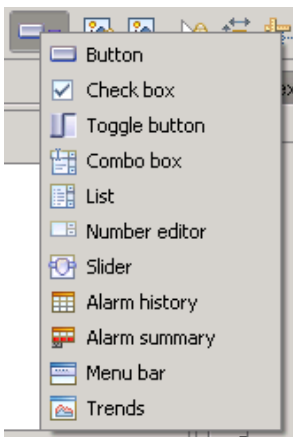 Button
Check box
Toggle button
Combo box
List
Number editor
Slider
Alarm history
Alarm summary
Menu bar
Trends